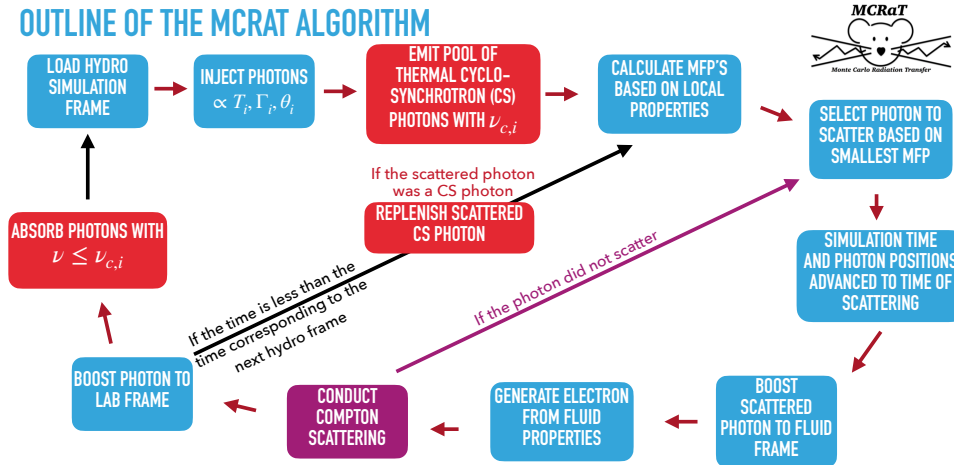 OUTLINE OF THE MCRAT ALGORITHM
MCRaT
Monte Carlo Radiation Transfer
LOAD HYDRO
SIMULATION
FRAME
INJECT PHOTONS
∝ T_i, Γ_i, θ_i
EMIT POOL OF
THERMAL CYCLO-
SYNCHROTRON (CS)
PHOTONS WITH ν_{c,i}
CALCULATE MFP'S
BASED ON LOCAL
PROPERTIES
SELECT PHOTON TO
SCATTER BASED ON
SMALLEST MFP
If the scattered photon
was a CS photon
REPLENISH SCATTERED
CS PHOTON
ABSORB PHOTONS WITH
ν ≤ ν_{c,i}
SIMULATION TIME
AND PHOTON POSITIONS
ADVANCED TO TIME OF
SCATTERING
If the photon did not scatter
If the time is less than the
time corresponding to the
next hydro frame
BOOST PHOTON TO
LAB FRAME
CONDUCT
COMPTON
SCATTERING
GENERATE ELECTRON
FROM FLUID
PROPERTIES
BOOST
SCATTERED
PHOTON TO FLUID
FRAME